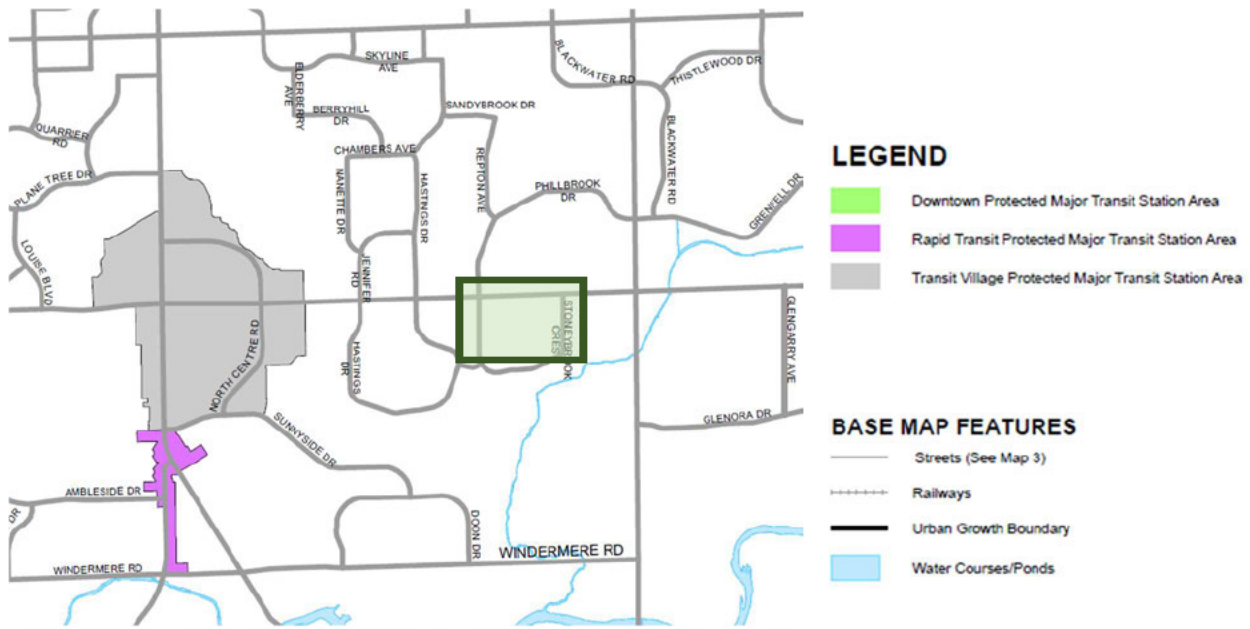 SKYLINE
AVE
BLACKWATER RD
THISTLEWOOD DR
ELDERBERRY
AVE
BERRYHILL
DR
SANDYBROOK DR
QUARRIER
RD
CHAMBERS AVE
BLACKWATER RD
PLANE TREE DR
NANETTE DR
HASTINGS DR
REPTON AVE
PHILLBROOK
DR
GRENFELL DR
LOUISE BLVD
JENNIFER
RD
STONEYBROOK
CRES
GLENGARRY AVE
NORTH CENTRE RD
HASTINGS
DR
SUNNYSIDE DR
GLENORA DR
AMBLESIDE DR
DR
DOON DR
WINDERMERE RD
WINDERMERE RD
LEGEND
Downtown Protected Major Transit Station Area
Rapid Transit Protected Major Transit Station Area
Transit Village Protected Major Transit Station Area
BASE MAP FEATURES
Streets (See Map 3)
Railways
Urban Growth Boundary
Water Courses/Ponds